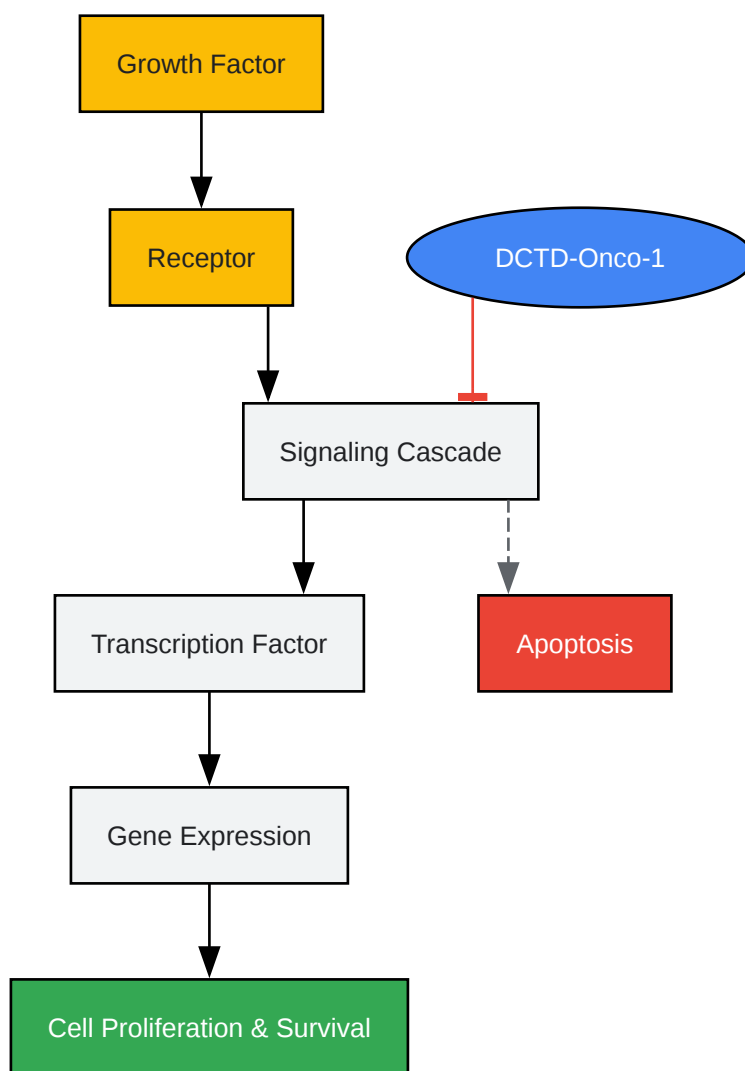 Growth Factor
Receptor
DCTD-Onco-1
Signaling Cascade
Transcription Factor
Apoptosis
Gene Expression
Cell Proliferation & Survival